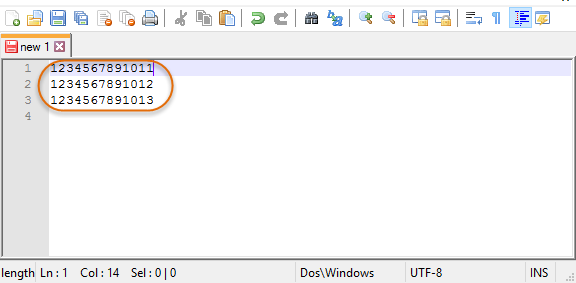 new 1
1 1234567891011
2 1234567891012
3 1234567891013
4
length Ln : 1 Col : 14 Sel : 0 | 0 Dos\Windows UTF-8 INS